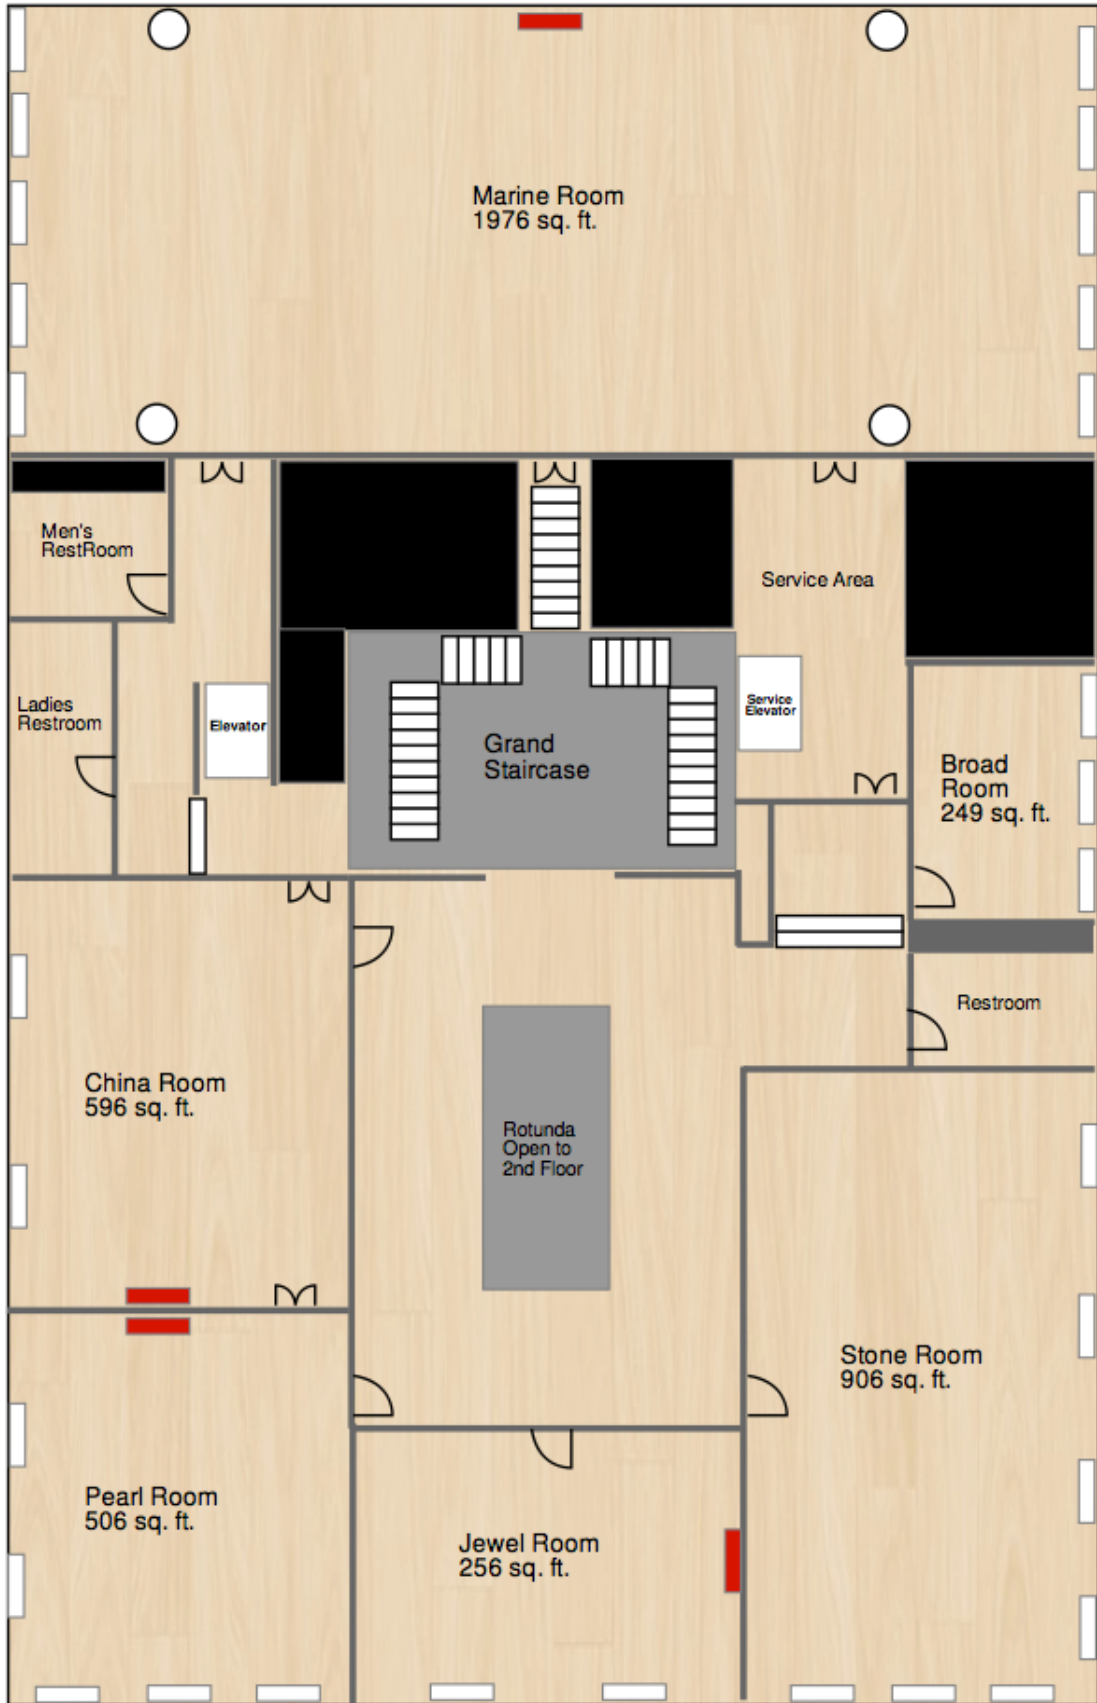 Marine Room
1976 sq. ft.
Men's
RestRoom
Service Area
Ladies
Restroom
Elevator
Grand
Staircase
Service
Elevator
Broad
Room
249 sq. ft.
Restroom
China Room
596 sq. ft.
Rotunda
Open to
2nd Floor
Stone Room
906 sq. ft.
Pearl Room
506 sq. ft.
Jewel Room
256 sq. ft.